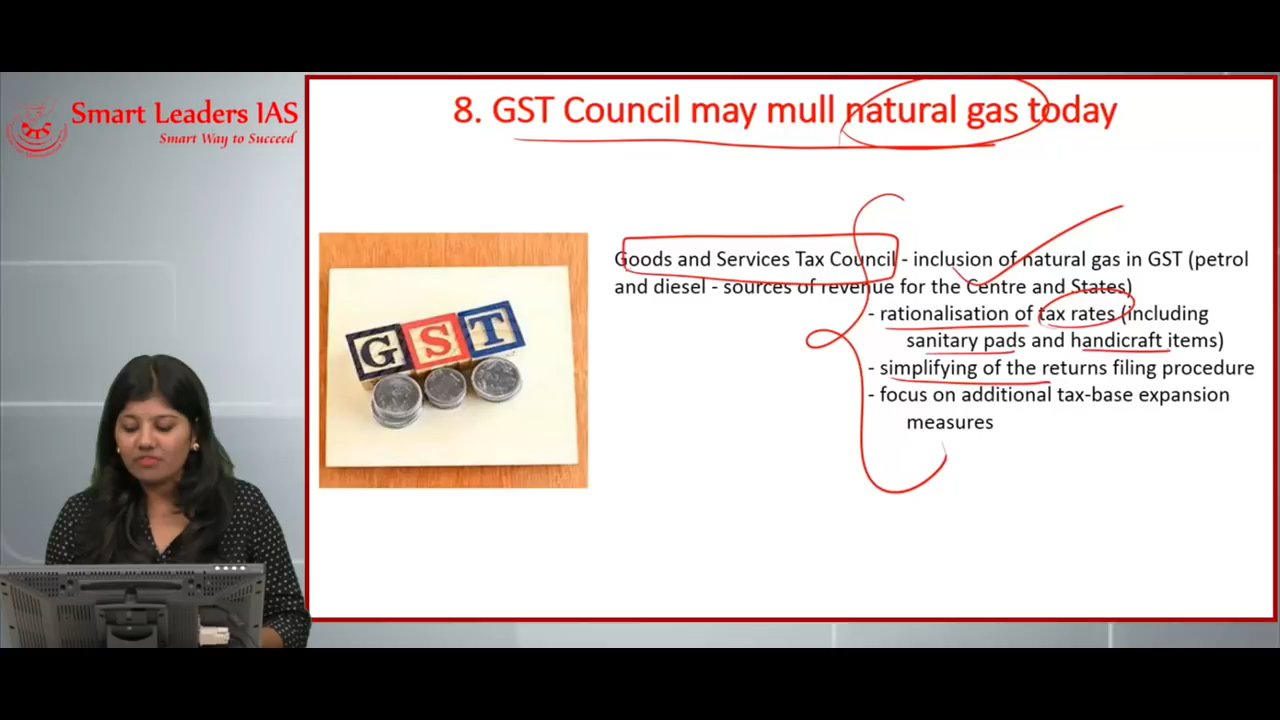 Smart Leaders IAS
Smart Way to Succeed
8. GST Council may mull natural gas today
GST
Goods and Services Tax Council - inclusion of natural gas in GST (petrol
and diesel - sources of revenue for the Centre and States)
- rationalisation of tax rates (including
sanitary pads and handicraft items)
- simplifying of the returns filing procedure
- focus on additional tax-base expansion
measures